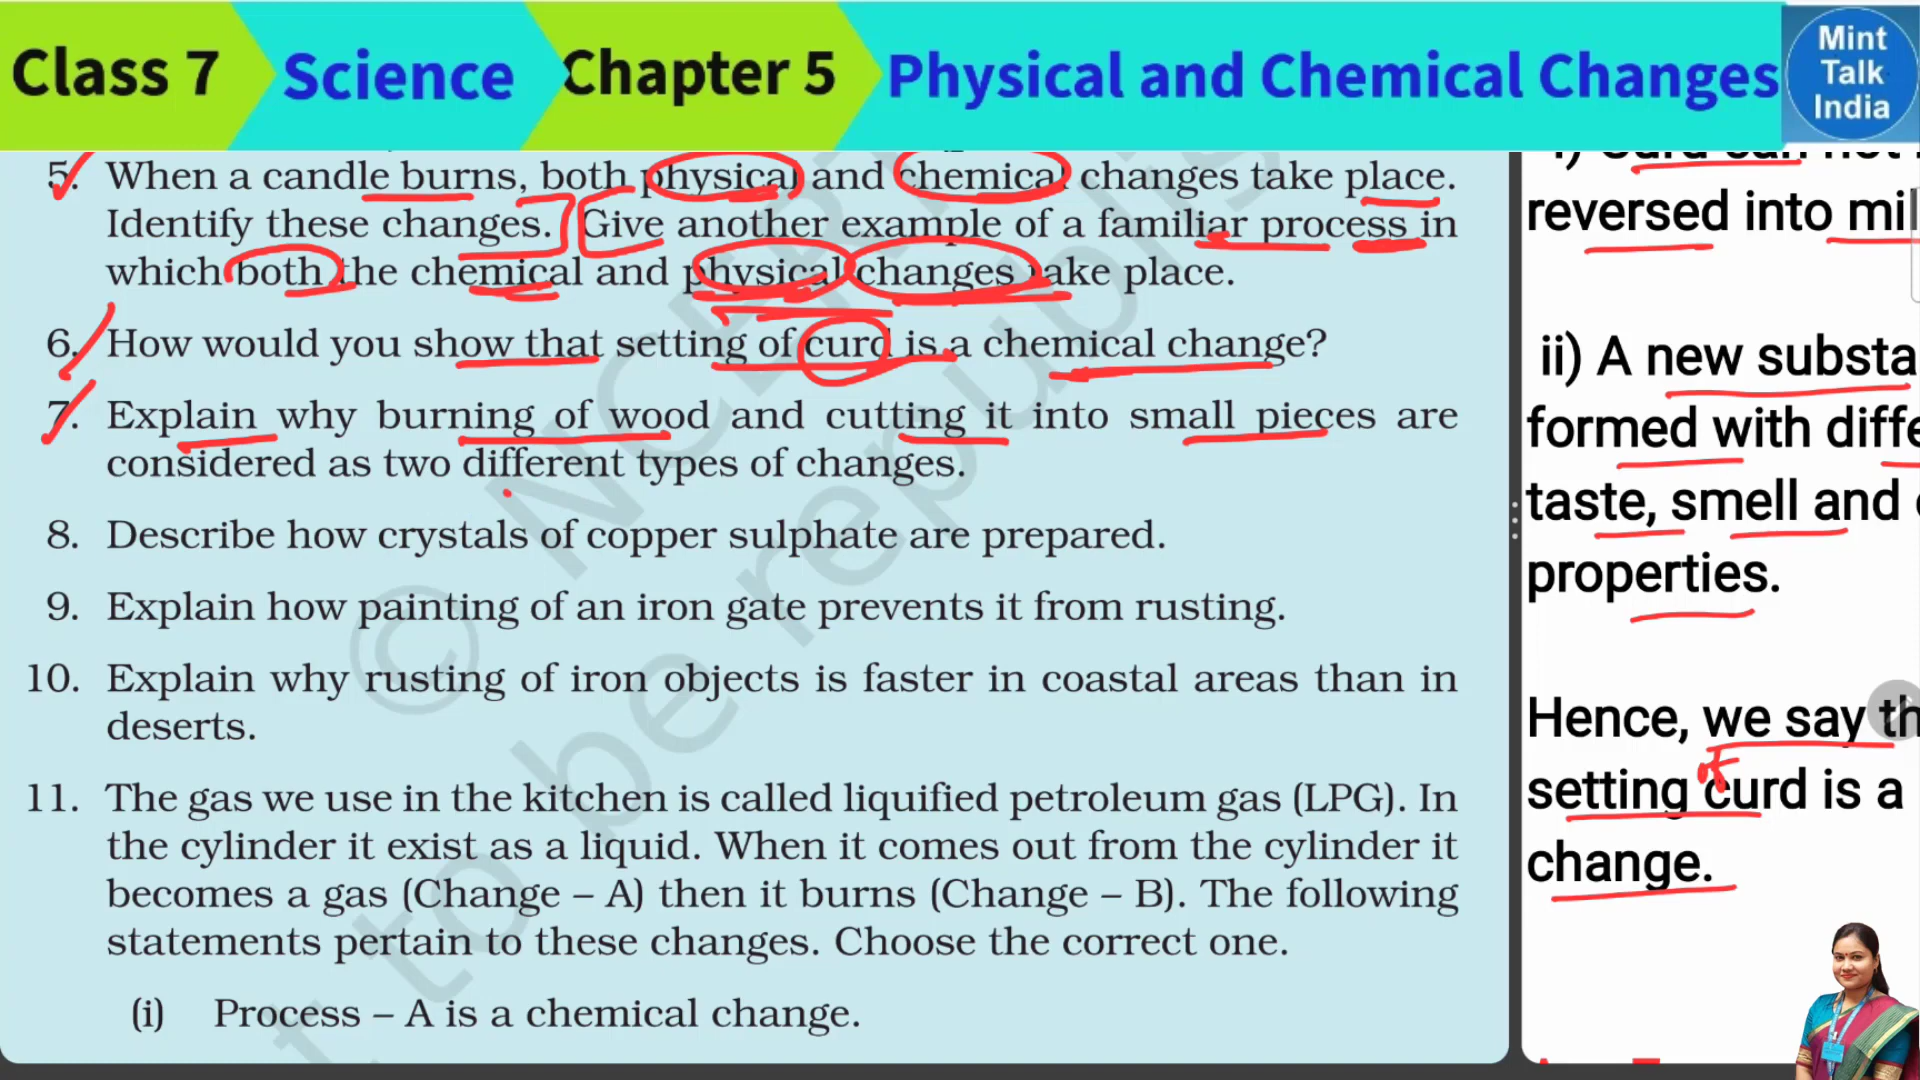 Class 7
Science
Chapter 5
Physical and Chemical Changes
Mint
Talk
India
5. When a candle burns, both physical and chemical changes take place.
Identify these changes. Give another example of a familiar process in
which both the chemical and physical changes take place.
6. How would you show that setting of curd is a chemical change?
7. Explain why burning of wood and cutting it into small pieces are
considered as two different types of changes.
8. Describe how crystals of copper sulphate are prepared.
9. Explain how painting of an iron gate prevents it from rusting.
10. Explain why rusting of iron objects is faster in coastal areas than in
deserts.
11. The gas we use in the kitchen is called liquified petroleum gas (LPG). In
the cylinder it exist as a liquid. When it comes out from the cylinder it
becomes a gas (Change – A) then it burns (Change – B). The following
statements pertain to these changes. Choose the correct one.
(i) Process – A is a chemical change.
reversed into mil
ii) A new substa
formed with diffe
taste, smell and
properties.
Hence, we say th
of
setting curd is a
change.